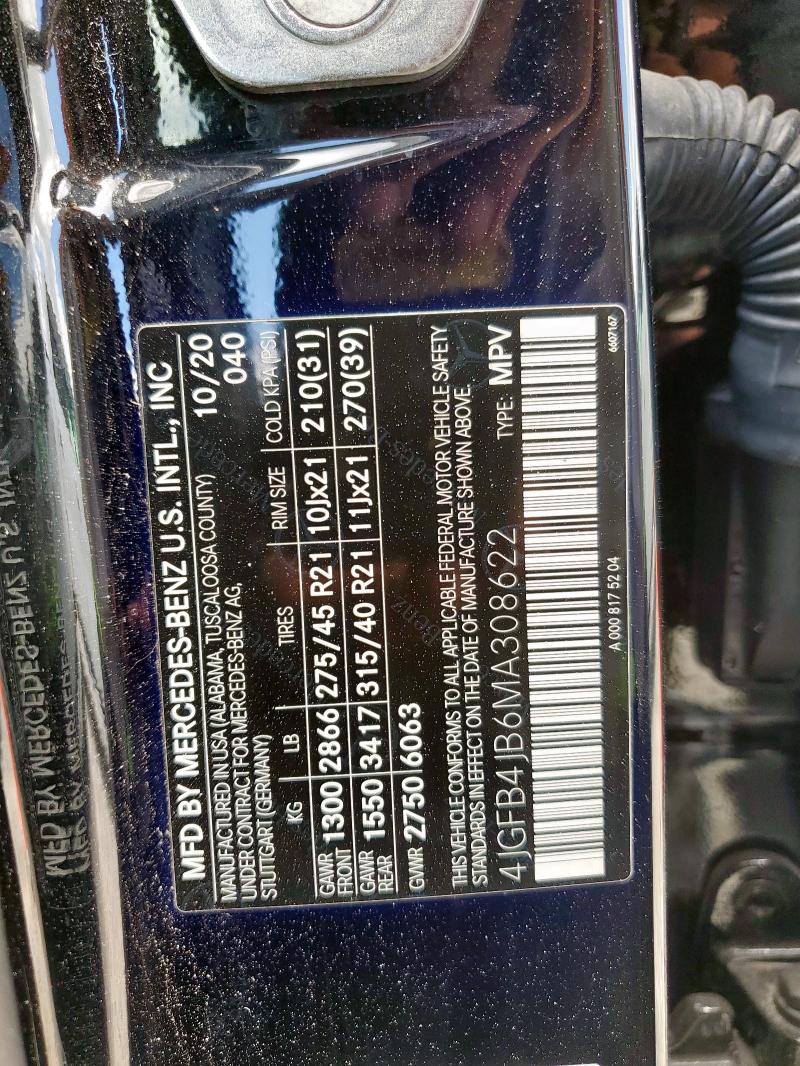 MFD BY MERCEDES-BENZ U.S. INTL., INC
MANUFACTURED IN USA (ALABAMA, TUSCALOOSA COUNTY) 10/20
UNDER CONTRACT FOR MERCEDES-BENZ AG, 040
STUTTGART (GERMANY)
KG LB TIRES RIM SIZE COLD KPA (PSI)
GAWR FRONT 1300 2866 275/45 R21 10Jx21 210(31)
GAWR REAR 1550 3417 315/40 R21 11Jx21 270(39)
GVWR 2750 6063
THIS VEHICLE CONFORMS TO ALL APPLICABLE FEDERAL MOTOR VEHICLE SAFETY
STANDARDS IN EFFECT ON THE DATE OF MANUFACTURE SHOWN ABOVE.
4JGFB4JB6MA308622 TYPE: MPV
A 000 817 52 04 6607167